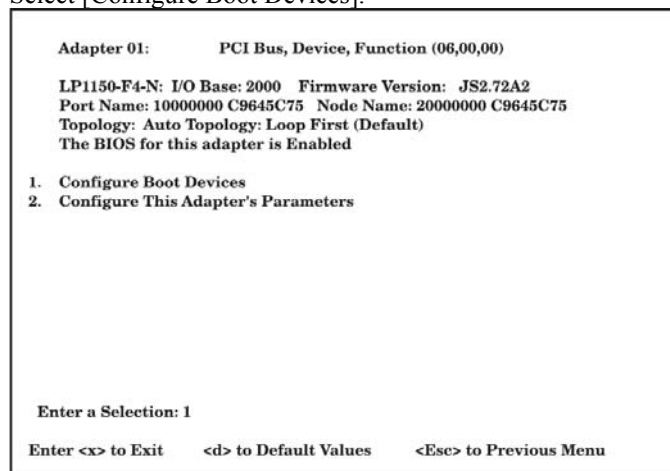 Select [Configure Boot Devices].
Adapter 01: PCI Bus, Device, Function (06,00,00)
LP1150-F4-N: I/O Base: 2000 Firmware Version: JS2.72A2
Port Name: 10000000 C9645C75 Node Name: 20000000 C9645C75
Topology: Auto Topology: Loop First (Default)
The BIOS for this adapter is Enabled
1. Configure Boot Devices
2. Configure This Adapter's Parameters
Enter a Selection: 1
Enter <x> to Exit <d> to Default Values <Esc> to Previous Menu